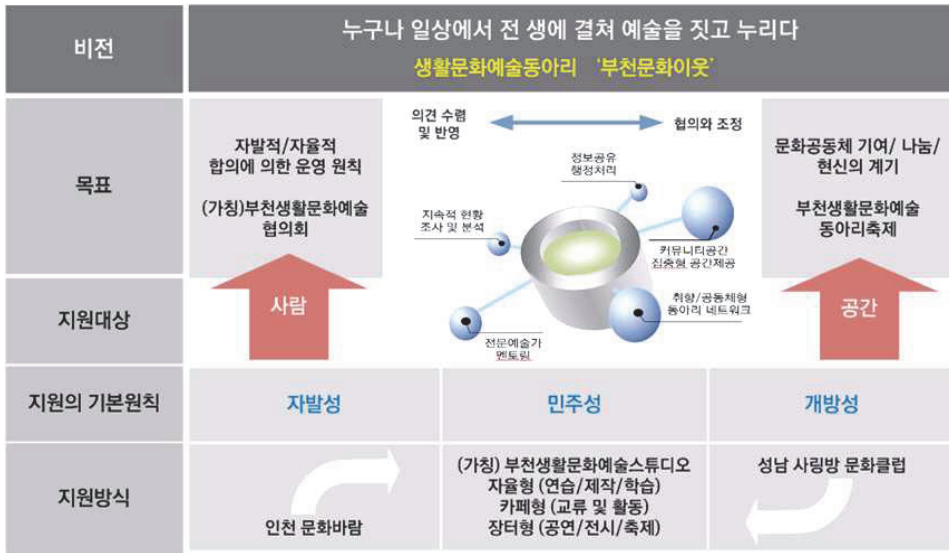 비전
누구나 일상에서 전 생에 결쳐 예술을 짓고 누리다
생활문화예술동아리 '부천문화이웃'
목표
자발적/자율적
합의에 의한 운영 원칙
(가칭)부천생활문화예술
협의회
의견 수렴
및 반영
협의와 조정
정보공유
행정처리
지속적 현황
조사 및 분석
커뮤니티공간
집중형 공간제공
취향/공동체형
동아리 네트워크
전문예술가
멘토링
문화공동체 기여/ 나눔/
헌신의 계기
부천생활문화예술
동아리축제
지원대상
사람
공간
지원의 기본원칙
자발성
민주성
개방성
지원방식
인천 문화바람
(가칭) 부천생활문화예술스튜디오
자율형 (연습/제작/학습)
카페형 (교류 및 활동)
장터형 (공연/전시/축제)
성남 사링방 문화클럽